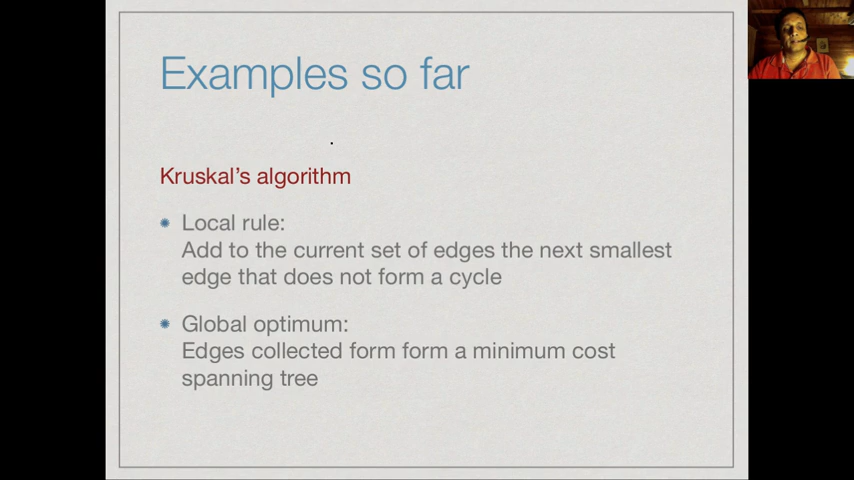 Examples so far
Kruskal's algorithm
Local rule:
Add to the current set of edges the next smallest
edge that does not form a cycle
Global optimum:
Edges collected form form a minimum cost
spanning tree